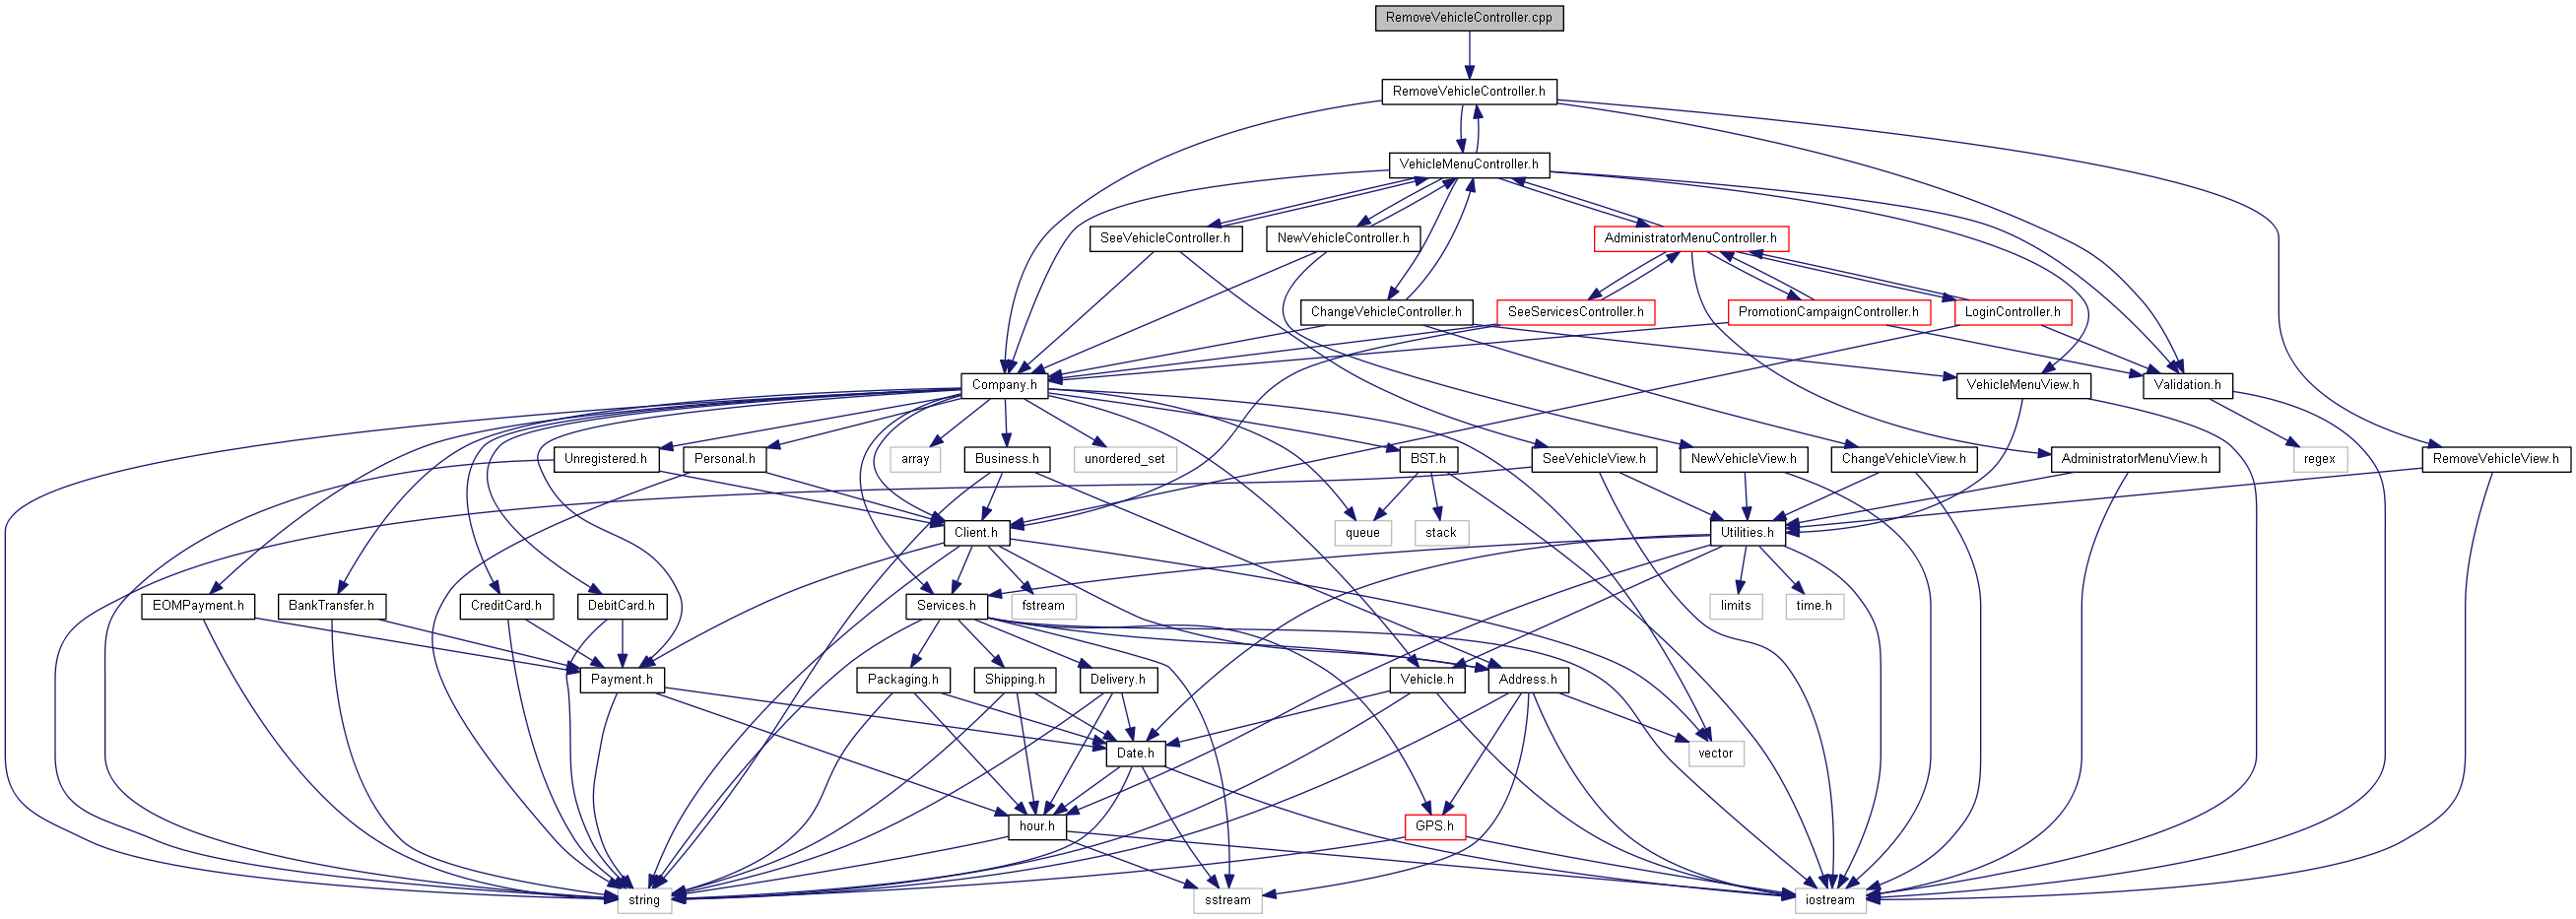 RemoveVehicleController.cpp
RemoveVehicleController.h
VehicleMenuController.h
SeeVehicleController.h
NewVehicleController.h
AdministratorMenuController.h
ChangeVehicleController.h
SeeServicesController.h
PromotionCampaignController.h
LoginController.h
Company.h
VehicleMenuView.h
Validation.h
Unregistered.h
Personal.h
array
Business.h
unordered_set
BST.h
SeeVehicleView.h
NewVehicleView.h
ChangeVehicleView.h
AdministratorMenuView.h
regex
RemoveVehicleView.h
Client.h
queue
stack
Utilities.h
EOMPayment.h
BankTransfer.h
CreditCard.h
DebitCard.h
Services.h
fstream
limits
time.h
Payment.h
Packaging.h
Shipping.h
Delivery.h
Vehicle.h
Address.h
Date.h
vector
hour.h
GPS.h
string
sstream
iostream